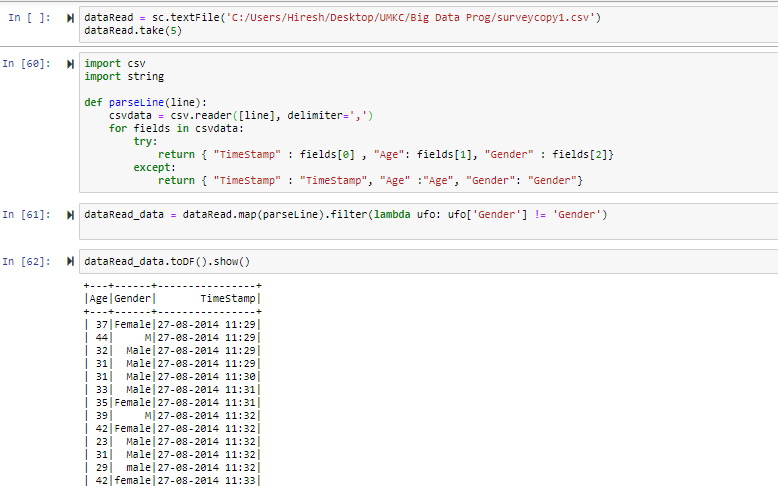 In [ ]: dataRead = sc.textFile('C:/Users/Hiresh/Desktop/UMKC/Big Data Prog/surveycopy1.csv')
dataRead.take(5)
In [60]: import csv
import string
def parseLine(line):
csvdata = csv.reader([line], delimiter=',')
for fields in csvdata:
try:
return { "TimeStamp" : fields[0] , "Age": fields[1], "Gender" : fields[2]}
except:
return { "TimeStamp" : "TimeStamp", "Age" :"Age", "Gender": "Gender"}
In [61]: dataRead_data = dataRead.map(parseLine).filter(lambda ufo: ufo['Gender'] != 'Gender')
In [62]: dataRead_data.toDF().show()
+---+------+----------------+
|Age|Gender|       TimeStamp|
+---+------+----------------+
| 37|Female|27-08-2014 11:29|
| 44|     M|27-08-2014 11:29|
| 32|  Male|27-08-2014 11:29|
| 31|  Male|27-08-2014 11:29|
| 31|  Male|27-08-2014 11:30|
| 33|  Male|27-08-2014 11:31|
| 35|Female|27-08-2014 11:31|
| 39|     M|27-08-2014 11:32|
| 42|Female|27-08-2014 11:32|
| 23|  Male|27-08-2014 11:32|
| 31|  Male|27-08-2014 11:32|
| 29|  male|27-08-2014 11:32|
| 42|female|27-08-2014 11:33|